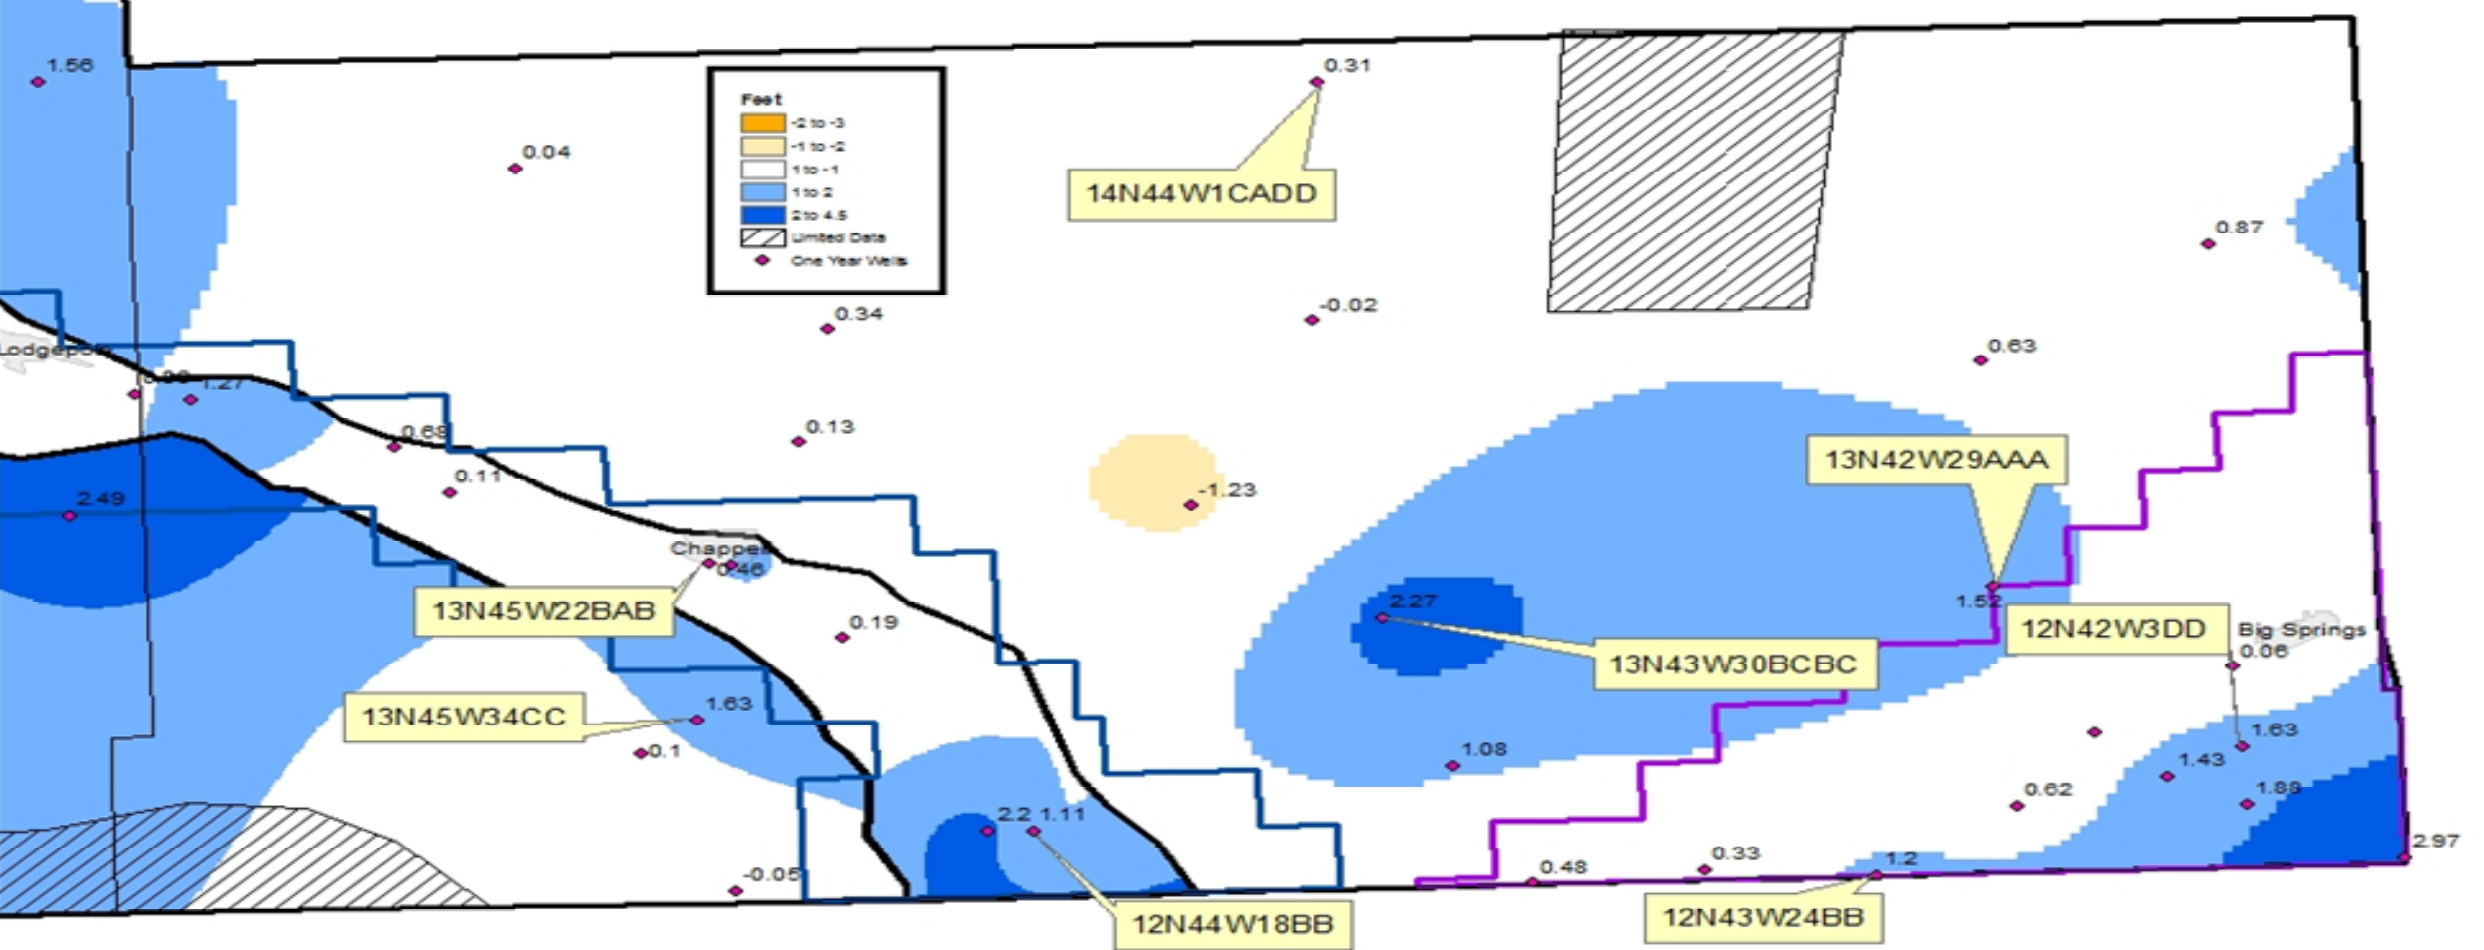 1.56
0.31
Feet
-2 to -3
-1 to -2
1 to -1
1 to 2
2 to 4.5
Limited Data
One Year Wells
0.04
14N44W1CADD
0.87
0.34
-0.02
Lodgepole
0.63
1.27
0.68
0.13
13N42W29AAA
0.11
-1.23
2.49
Chappell
0.46
13N45W22BAB
2.27
1.52
0.19
12N42W3DD
Big Springs
0.06
13N43W30BCBC
13N45W34CC
1.63
0.1
1.08
1.63
1.43
0.62
1.88
2.2 1.11
2.97
-0.05
0.48
0.33
1.2
12N44W18BB
12N43W24BB